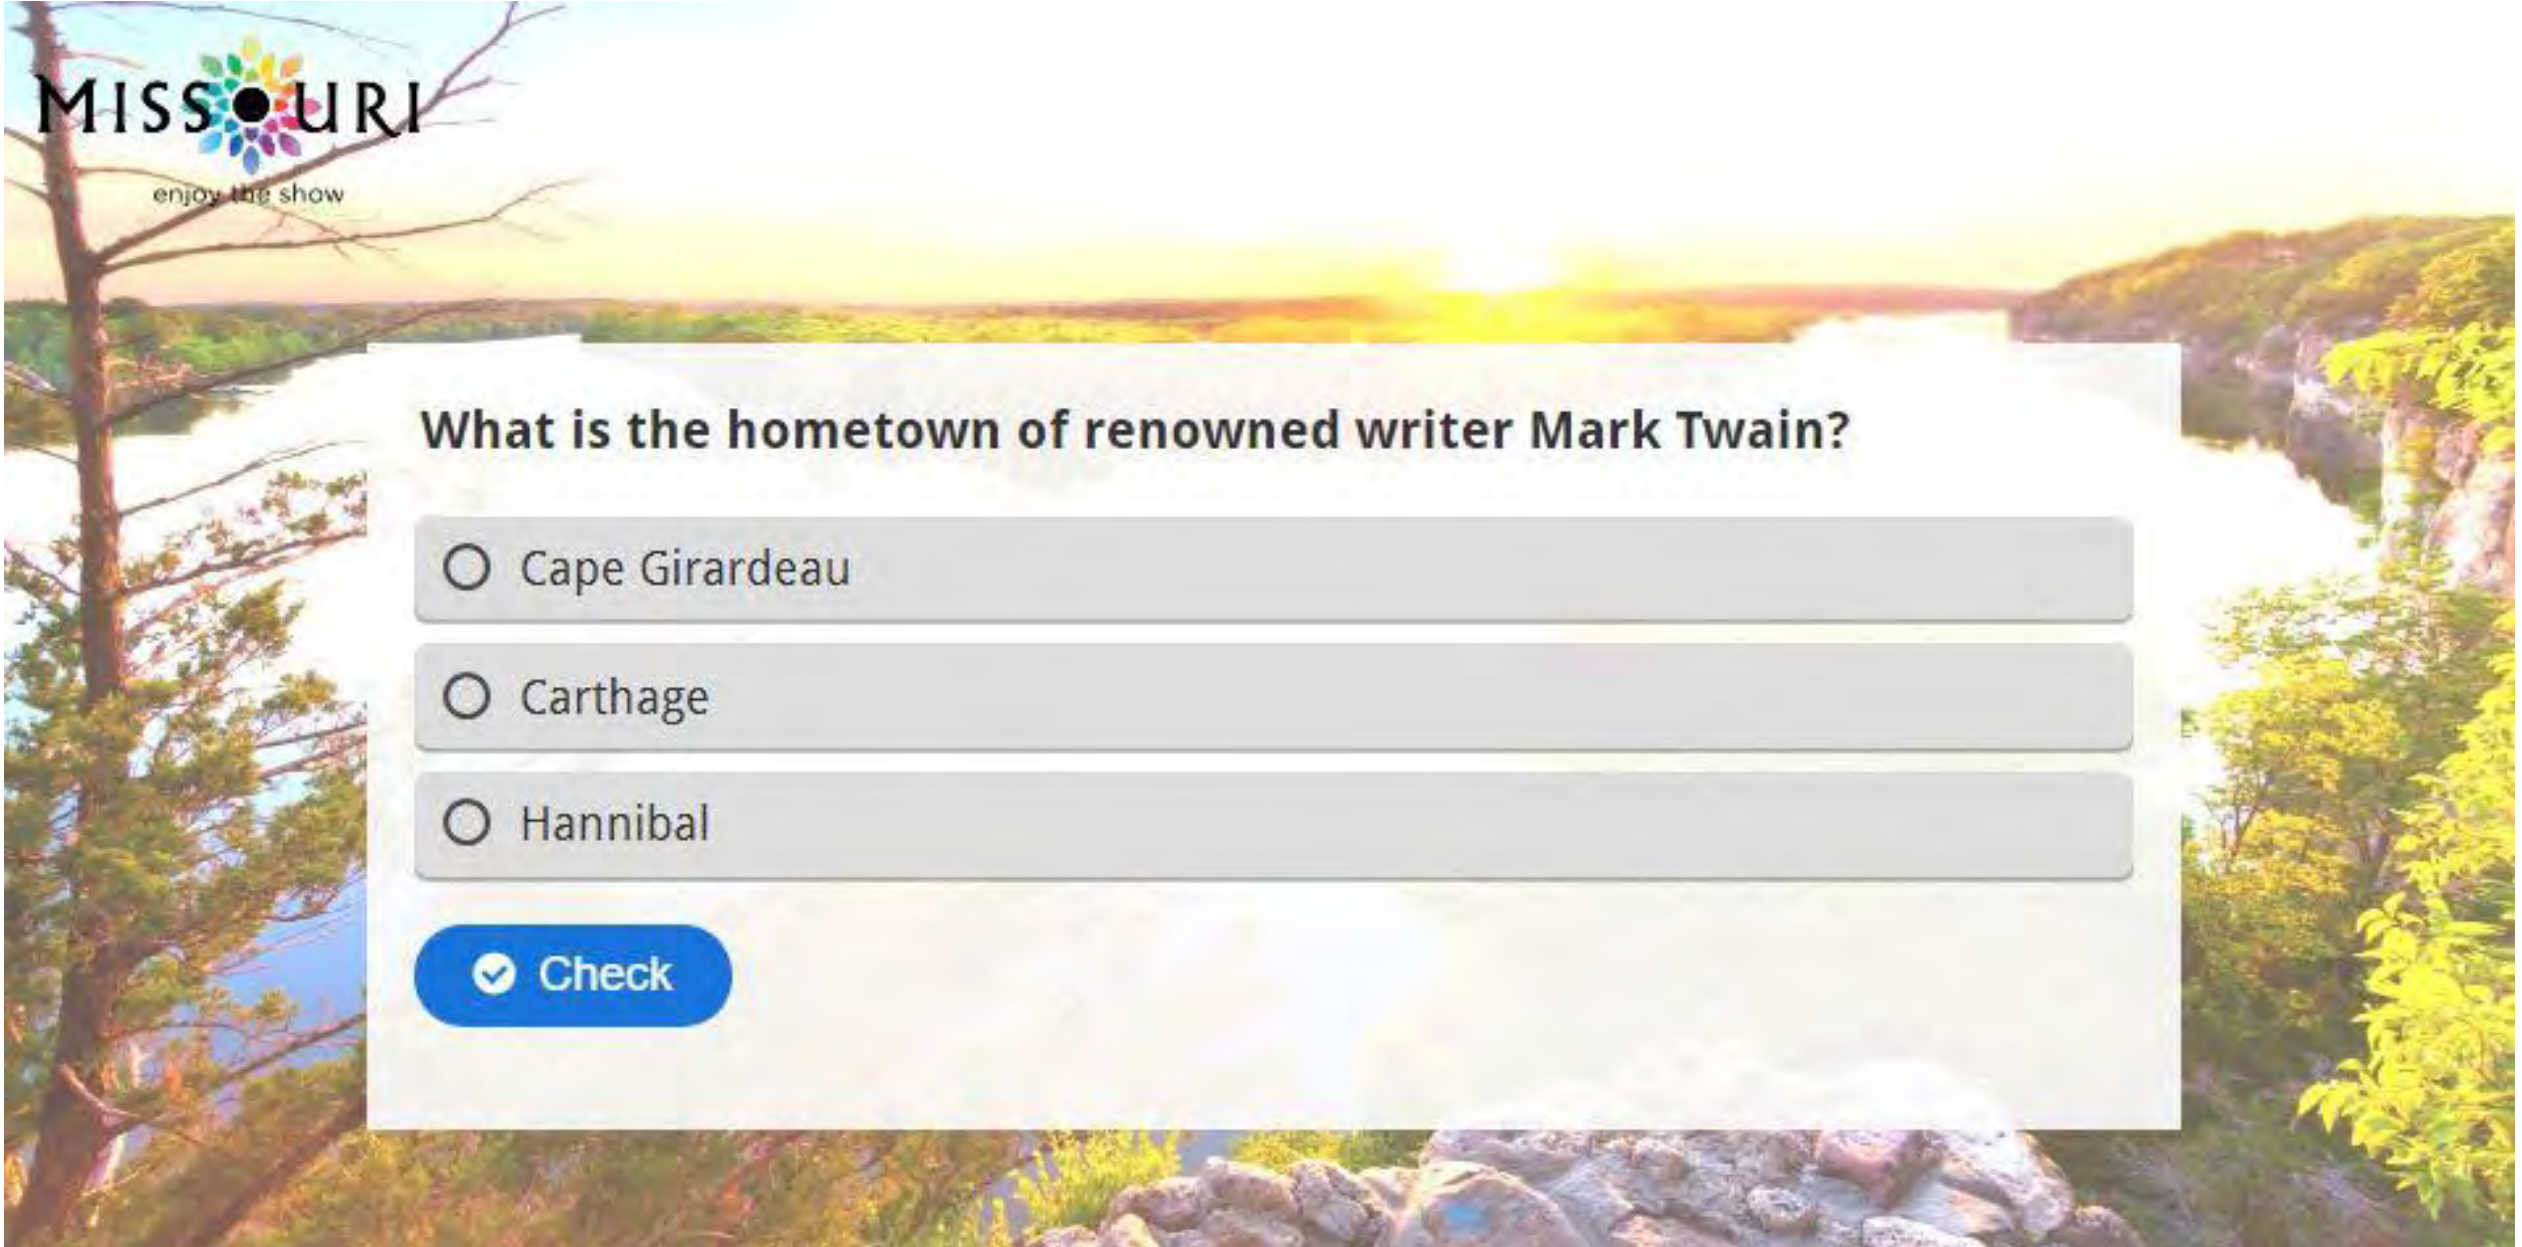 MISSOURI
enjoy the show
What is the hometown of renowned writer Mark Twain?
Cape Girardeau
Carthage
Hannibal
Check